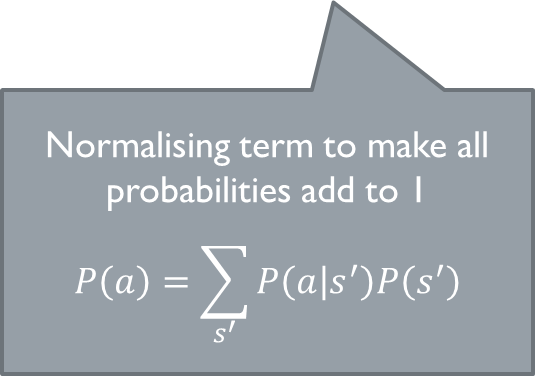 Normalising term to make all
probabilities add to 1
P(a) = ∑ P(a|s′)P(s′)
s′